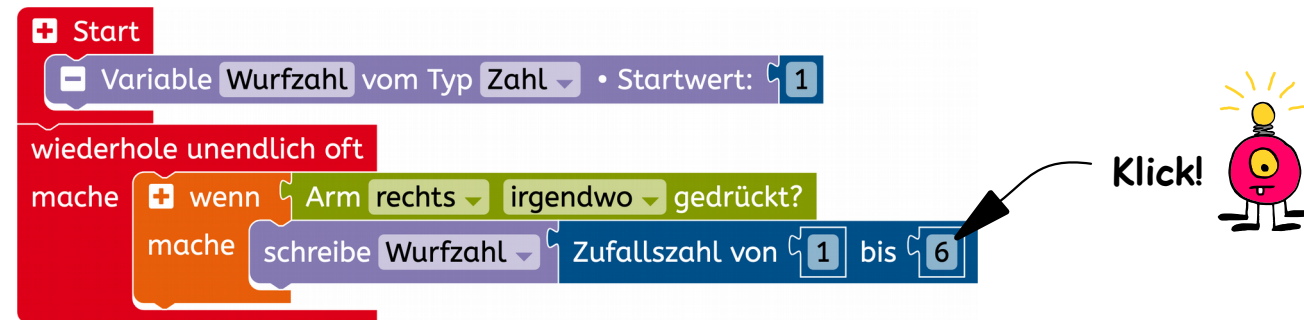 Start
Variable Wurfzahl vom Typ Zahl • Startwert: 1
wiederhole unendlich oft
mache wenn Arm rechts irgendwo gedrückt?
mache schreibe Wurfzahl Zufallszahl von 1 bis 6
Klick!